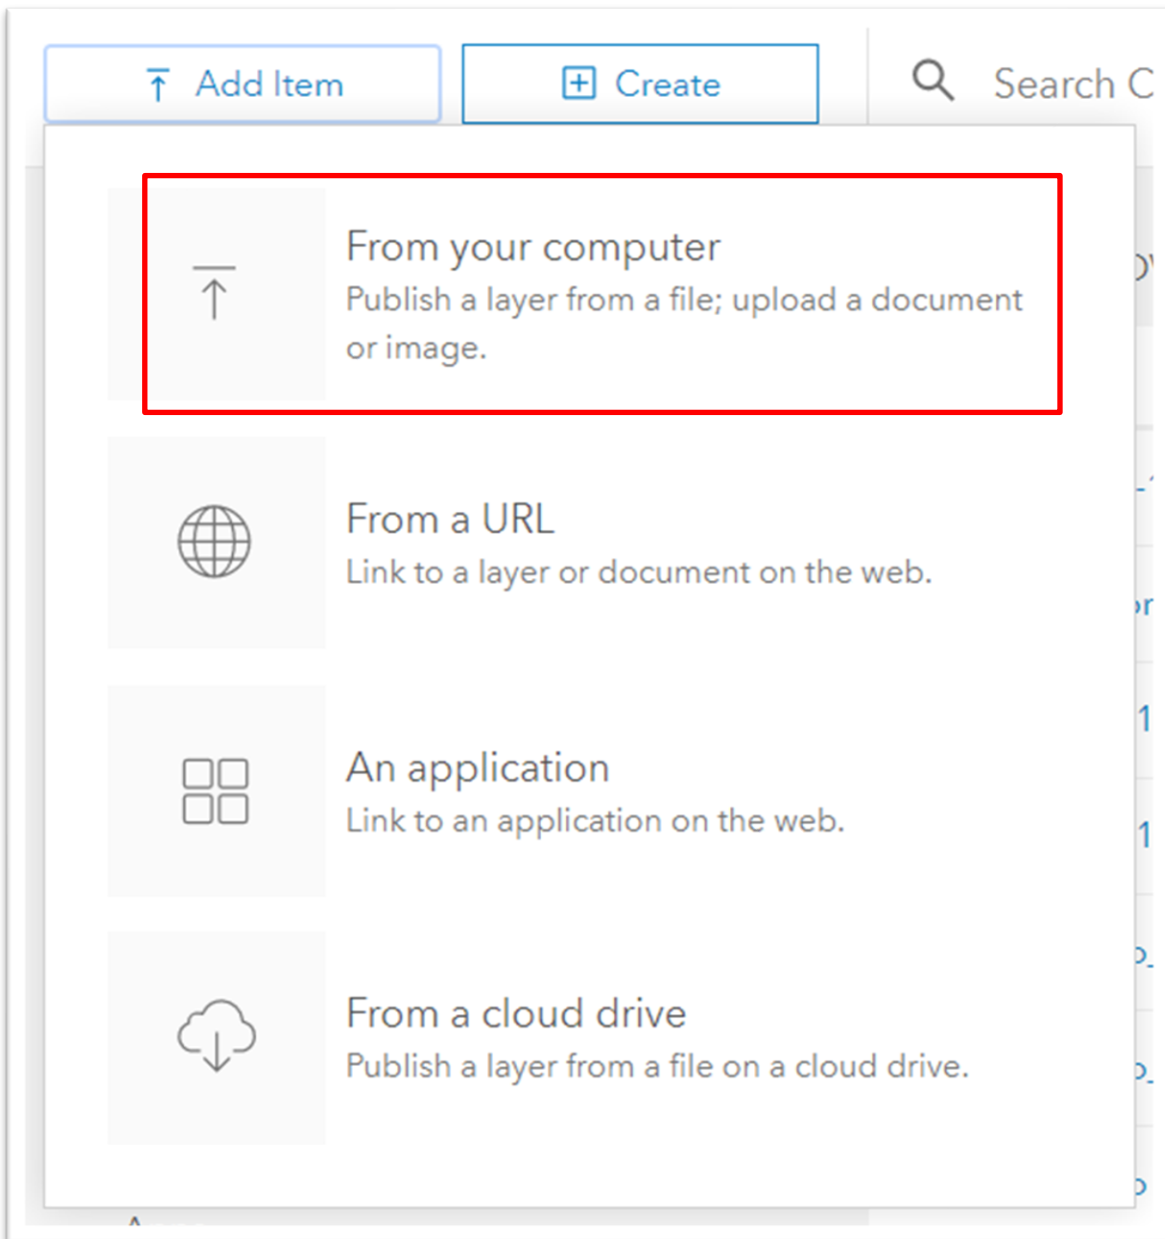 Add Item
Create
Search
From your computer
Publish a layer from a file; upload a document
or image.
From a URL
Link to a layer or document on the web.
An application
Link to an application on the web.
From a cloud drive
Publish a layer from a file on a cloud drive.